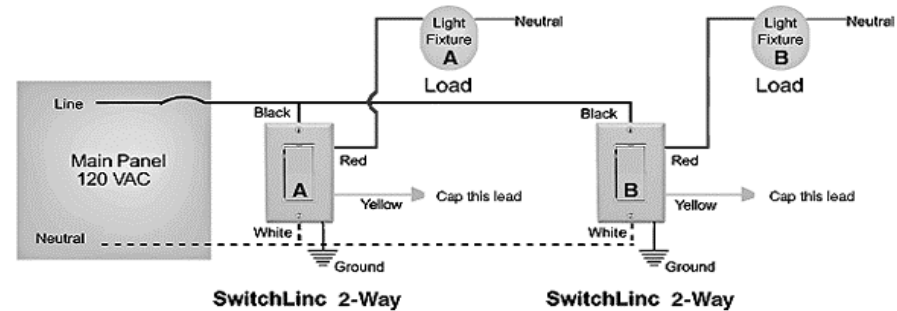 Light
Fixture
A
Neutral
Load
Light
Fixture
B
Neutral
Load
Line
Main Panel
120 VAC
Neutral
Black
A
Red
Yellow
Cap this lead
White
Ground
SwitchLinc 2-Way
Black
B
Red
Yellow
Cap this lead
White
Ground
SwitchLinc 2-Way